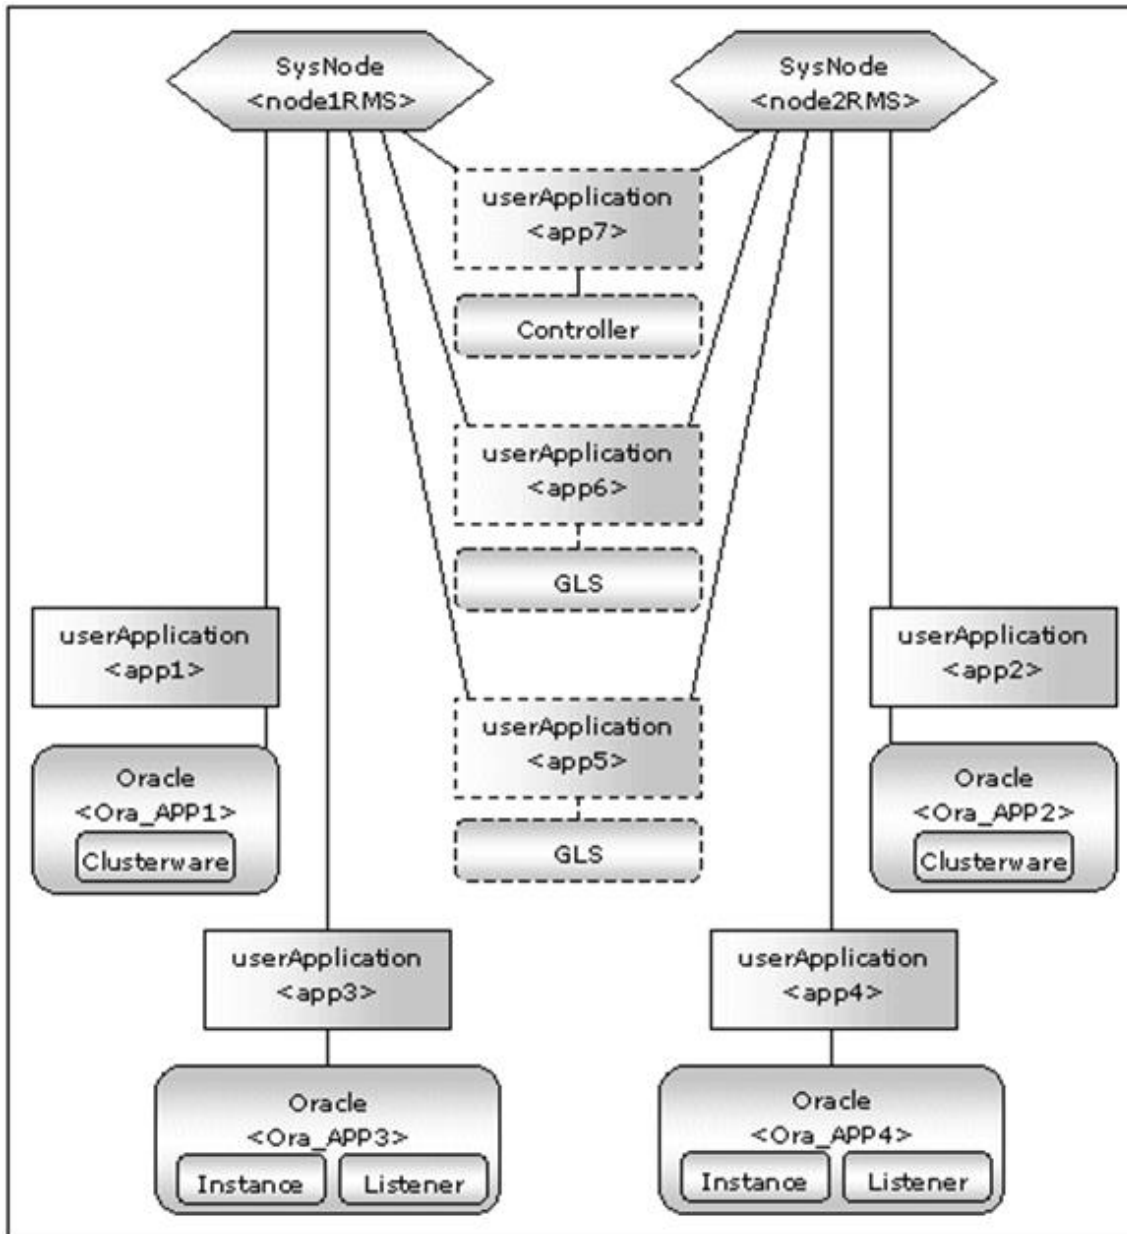 SysNode
<node1RMS>
SysNode
<node2RMS>
userApplication
<app7>
Controller
userApplication
<app6>
GLS
userApplication
<app1>
userApplication
<app2>
userApplication
<app5>
Oracle
<Ora_APP1>
Clusterware
GLS
Oracle
<Ora_APP2>
Clusterware
userApplication
<app3>
userApplication
<app4>
Oracle
<Ora_APP3>
Instance
Listener
Oracle
<Ora_APP4>
Instance
Listener